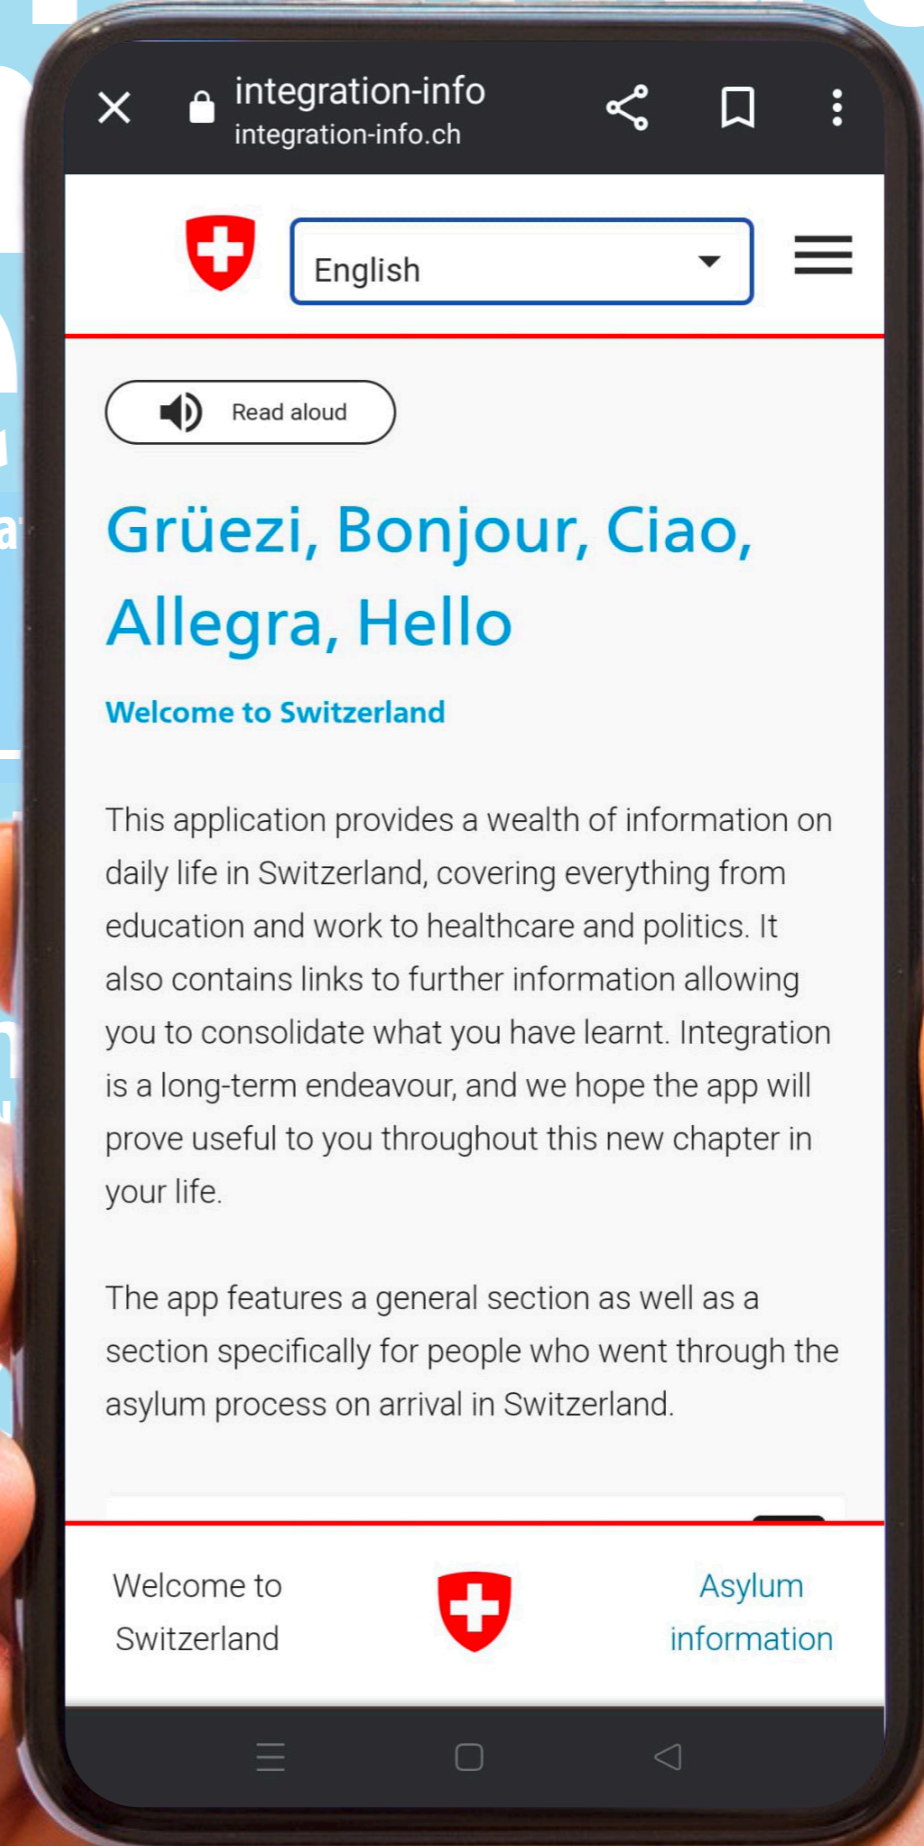 integration-info
integration-info.ch
English
Read aloud
Grüezi, Bonjour, Ciao,
Allegra, Hello
Welcome to Switzerland
This application provides a wealth of information on
daily life in Switzerland, covering everything from
education and work to healthcare and politics. It
also contains links to further information allowing
you to consolidate what you have learnt. Integration
is a long-term endeavour, and we hope the app will
prove useful to you throughout this new chapter in
your life.
The app features a general section as well as a
section specifically for people who went through the
asylum process on arrival in Switzerland.
Welcome to
Switzerland
Asylum
information